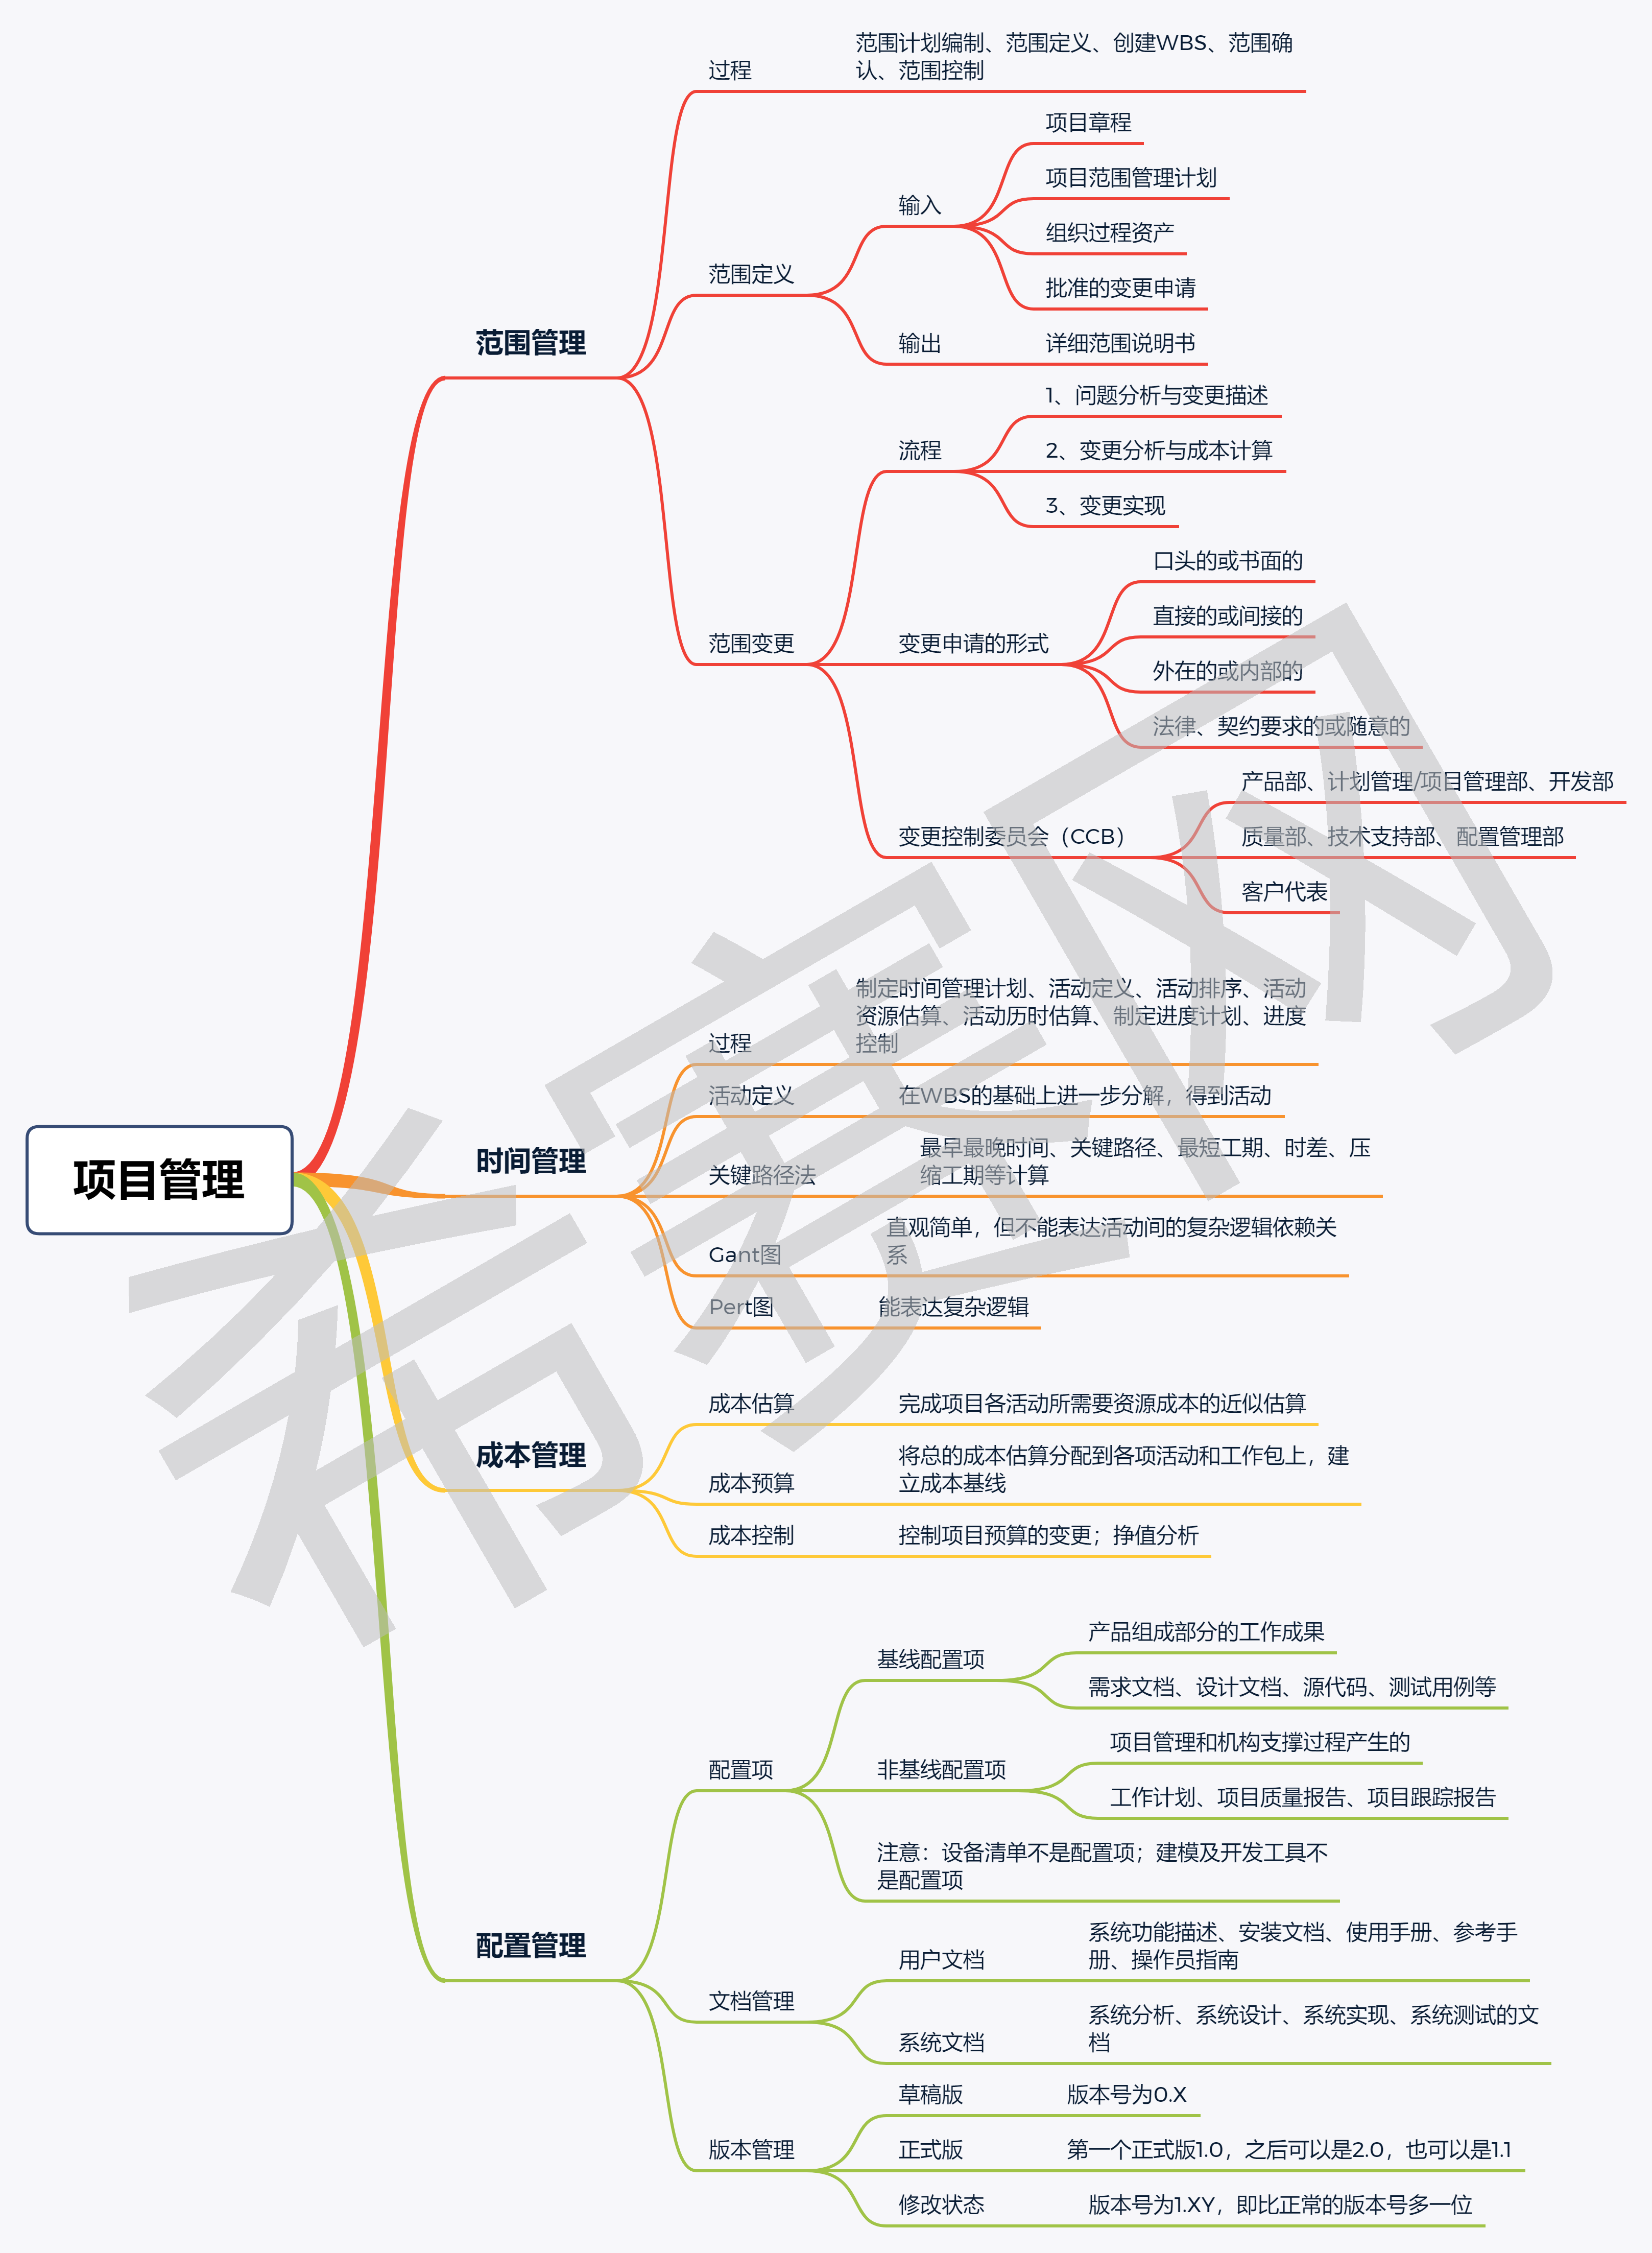 项目管理
范围管理
过程
范围计划编制、范围定义、创建WBS、范围确
认、范围控制
范围定义
输入
项目章程
项目范围管理计划
组织过程资产
批准的变更申请
输出
详细范围说明书
范围变更
流程
1、问题分析与变更描述
2、变更分析与成本计算
3、变更实现
变更申请的形式
口头的或书面的
直接的或间接的
外在的或内部的
法律、契约要求的或随意的
变更控制委员会（CCB）
产品部、计划管理/项目管理部、开发部
质量部、技术支持部、配置管理部
客户代表
时间管理
过程
制定时间管理计划、活动定义、活动排序、活动
资源估算、活动历时估算、制定进度计划、进度
控制
活动定义
在WBS的基础上进一步分解，得到活动
关键路径法
最早最晚时间、关键路径、最短工期、时差、压
缩工期等计算
Gant图
直观简单，但不能表达活动间的复杂逻辑依赖关
系
Pert图
能表达复杂逻辑
成本管理
成本估算
完成项目各活动所需要资源成本的近似估算
成本预算
将总的成本估算分配到各项活动和工作包上，建
立成本基线
成本控制
控制项目预算的变更；挣值分析
配置管理
配置项
基线配置项
产品组成部分的工作成果
需求文档、设计文档、源代码、测试用例等
非基线配置项
项目管理和机构支撑过程产生的
工作计划、项目质量报告、项目跟踪报告
注意：设备清单不是配置项；建模及开发工具不
是配置项
文档管理
用户文档
系统功能描述、安装文档、使用手册、参考手
册、操作员指南
系统文档
系统分析、系统设计、系统实现、系统测试的文
档
版本管理
草稿版
版本号为0.X
正式版
第一个正式版1.0，之后可以是2.0，也可以是1.1
修改状态
版本号为1.XY，即比正常的版本号多一位
希赛网